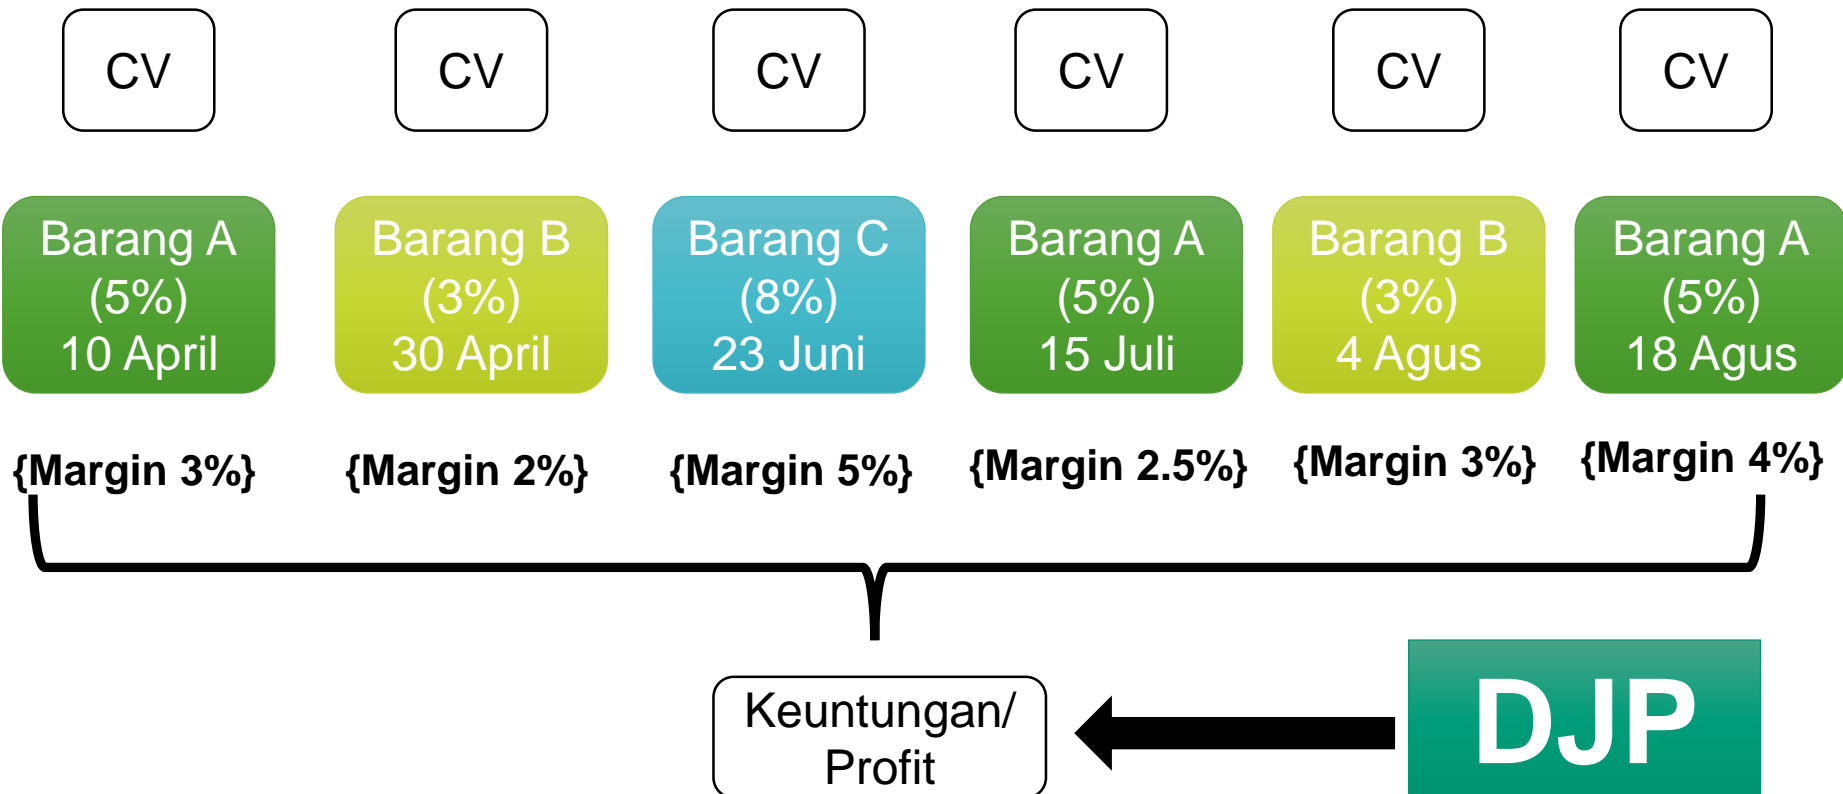 CV
CV
CV
CV
CV
CV
Barang A
(5%)
10 April
Barang B
(3%)
30 April
Barang C
(8%)
23 Juni
Barang A
(5%)
15 Juli
Barang B
(3%)
4 Agus
Barang A
(5%)
18 Agus
{Margin 3%}
{Margin 2%}
{Margin 5%}
{Margin 2.5%}
{Margin 3%}
{Margin 4%}
Keuntungan/
Profit
DJP